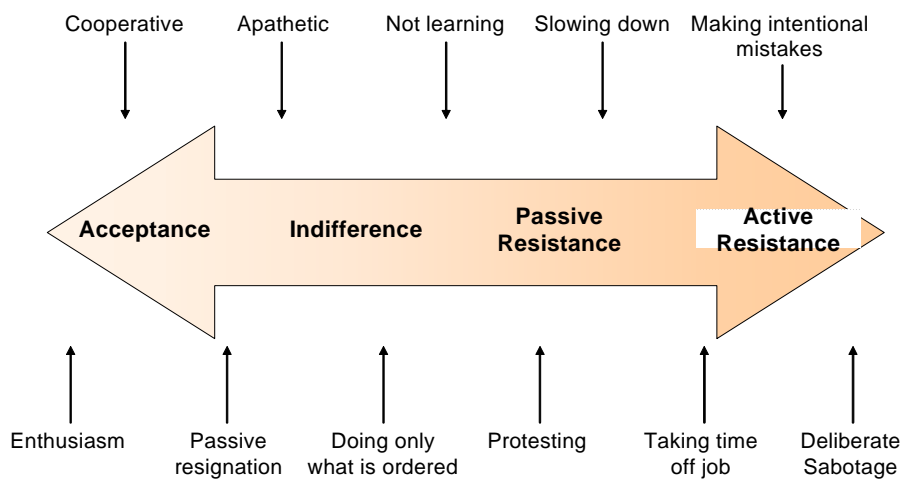 Cooperative
Apathetic
Not learning
Slowing down
Making intentional
mistakes
Acceptance
Indifference
Passive
Resistance
Active
Resistance
Enthusiasm
Passive
resignation
Doing only
what is ordered
Protesting
Taking time
off job
Deliberate
Sabotage